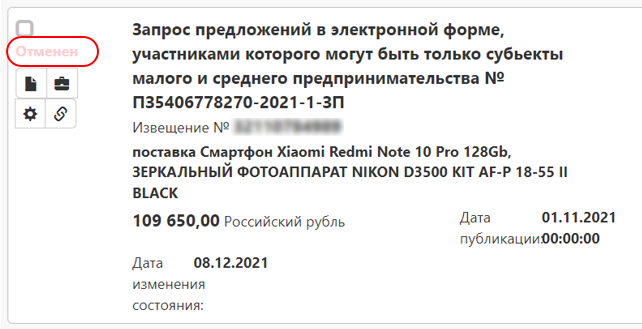 Отменен
Запрос предложений в электронной форме,
участниками которого могут быть только субъекты
малого и среднего предпринимательства №
П35406778270-2021-1-ЗП
Извещение №
поставка Смартфон Xiaomi Redmi Note 10 Pro 128Gb,
ЗЕРКАЛЬНЫЙ ФОТОАППАРАТ NIKON D3500 KIT AF-P 18-55 II
BLACK
109 650,00 Российский рубль
Дата 01.11.2021
публикации: 00:00:00
Дата 08.12.2021
изменения
состояния: